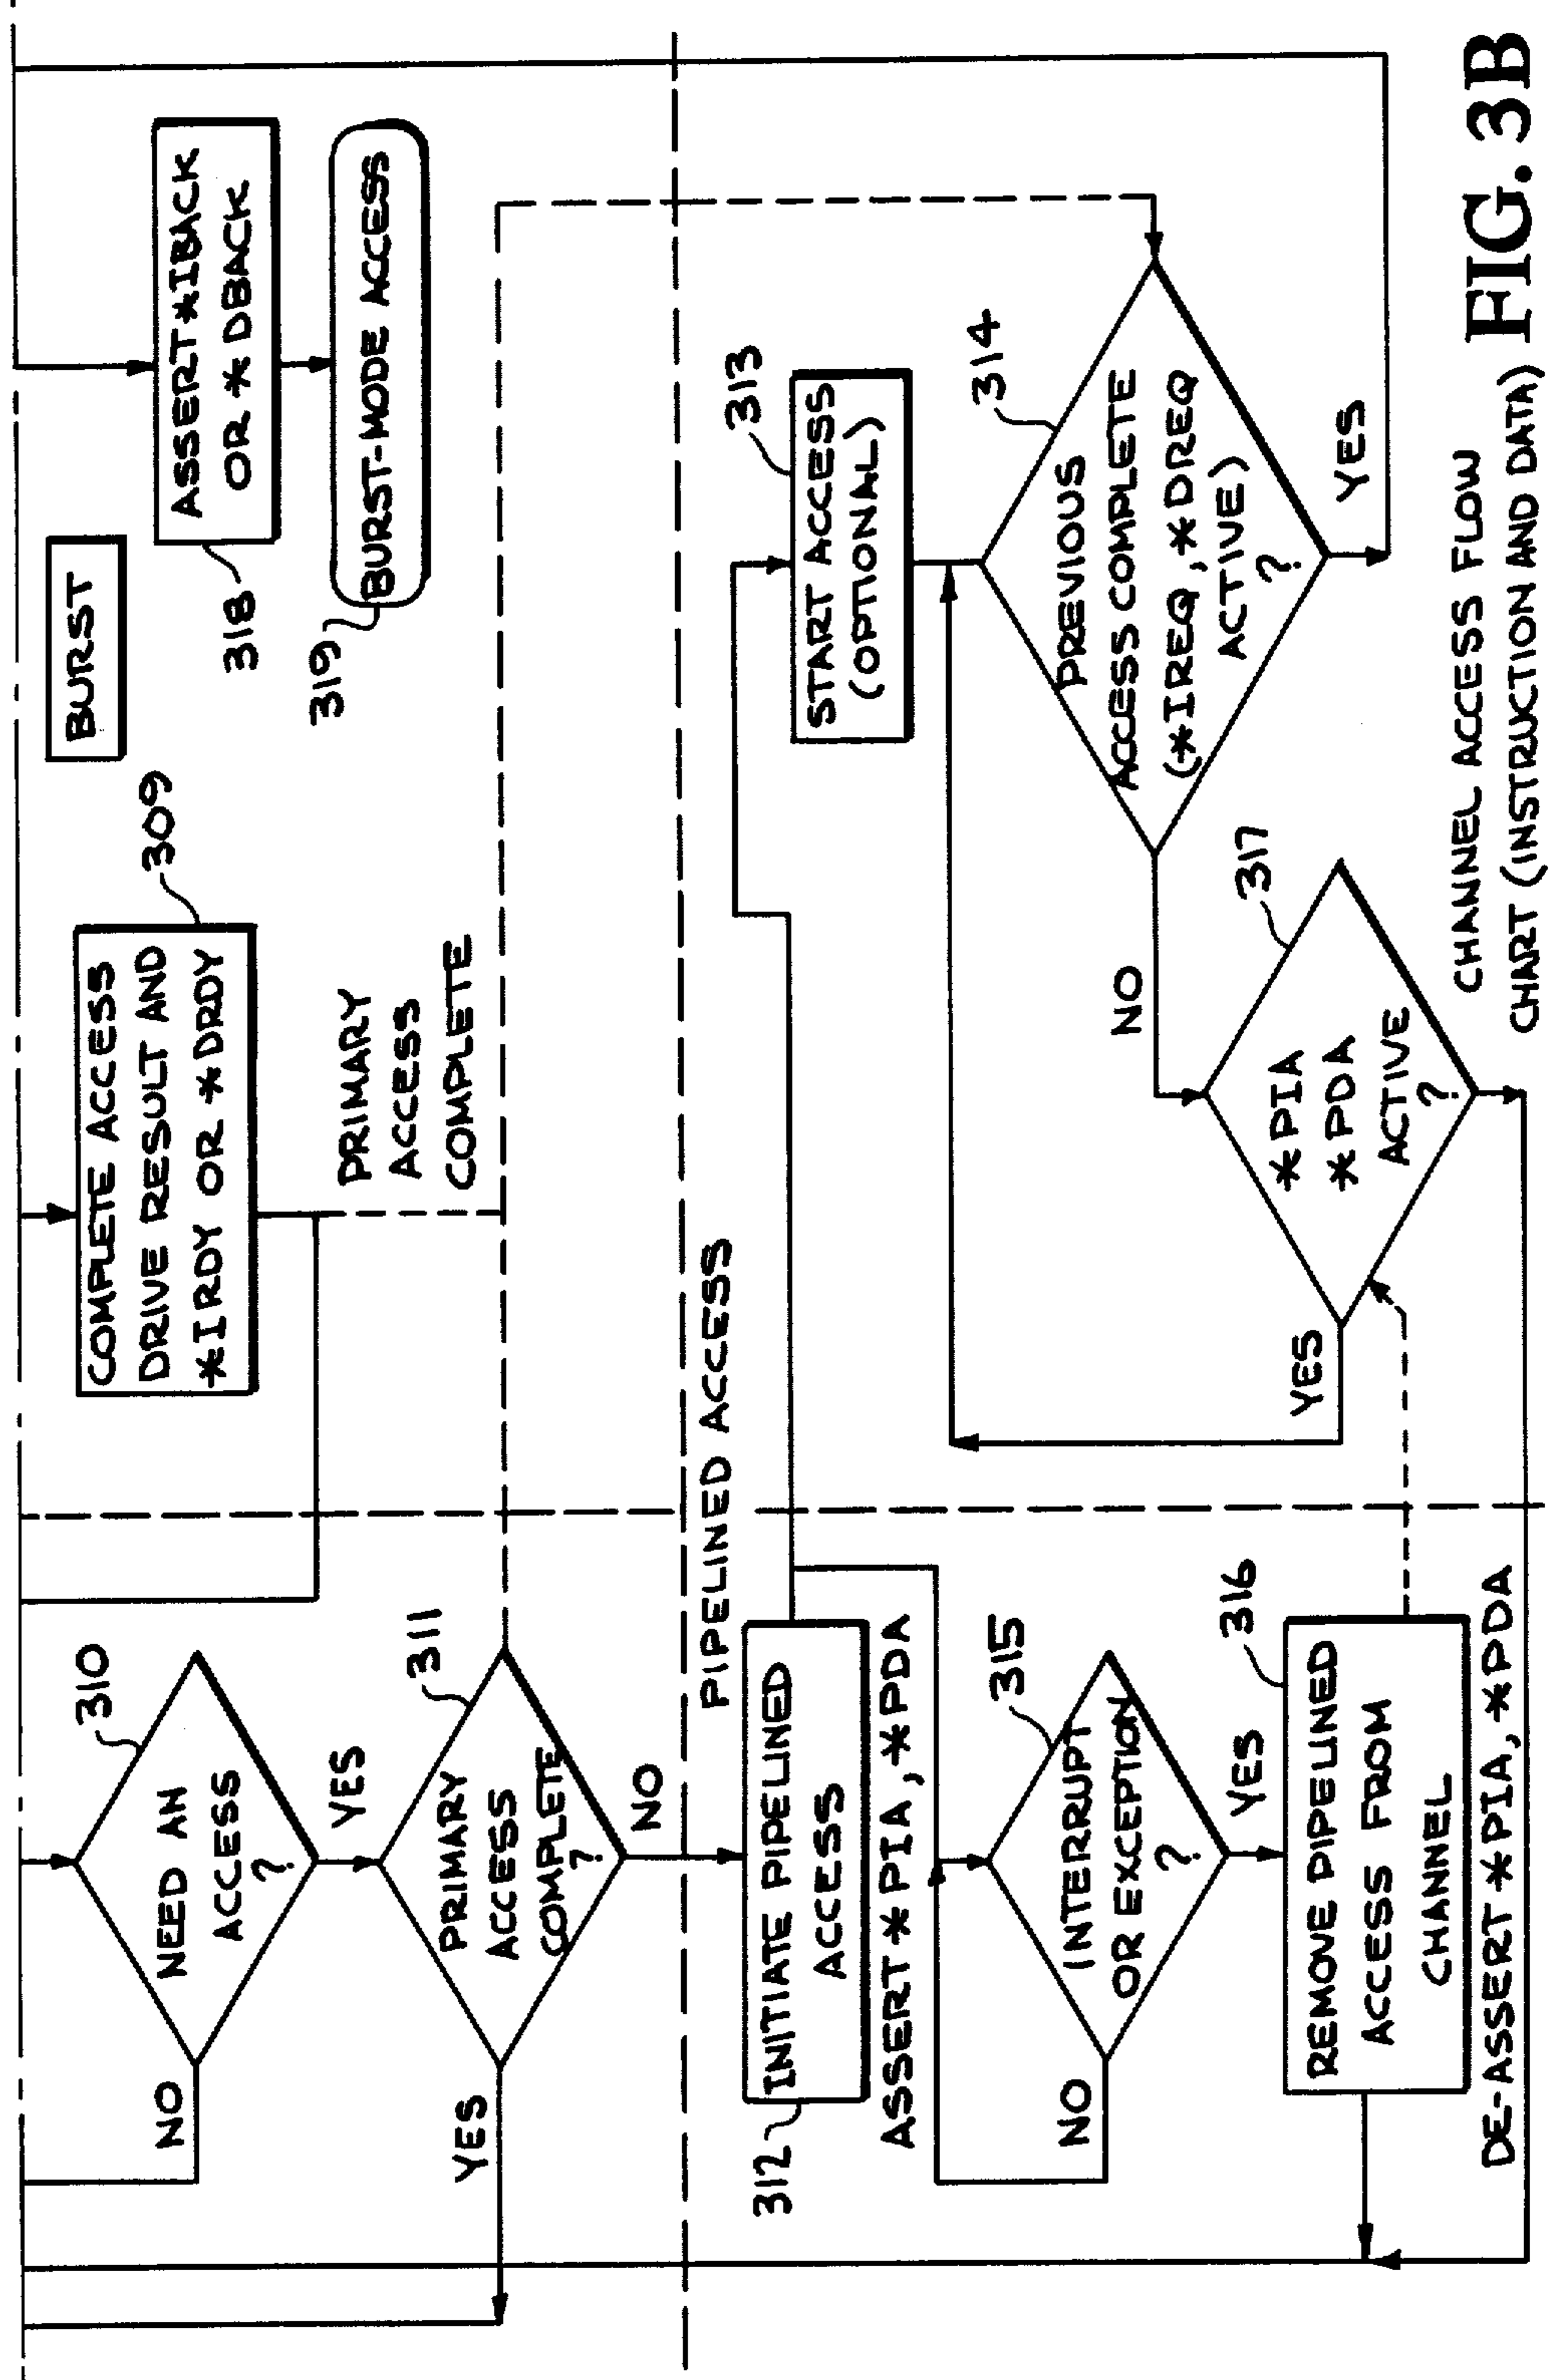 BURST
ASSERT *IBACK
OR *DBACK
318
BURST-MODE ACCESS
319
COMPLETE ACCESS
DRIVE RESULT AND
*IRDY OR *DRDY
309
PRIMARY
ACCESS
COMPLETE
310
NEED AN
ACCESS
?
NO
YES
311
PRIMARY
ACCESS
COMPLETE
?
YES
NO
PIPELINED ACCESS
312
INITIATE PIPELINED
ACCESS
ASSERT *PIA, *PDA
315
INTERRUPT
OR EXCEPTION
?
NO
YES
316
REMOVE PIPELINED
ACCESS FROM
CHANNEL
DE-ASSERT *PIA, *PDA
313
START ACCESS
(OPTIONAL)
314
PREVIOUS
ACCESS COMPLETE
(*IREQ, *DREQ
ACTIVE)
?
NO
YES
317
*PIA
*PDA
ACTIVE
?
YES
CHANNEL ACCESS FLOW
CHART (INSTRUCTION AND DATA)
FIG. 3B